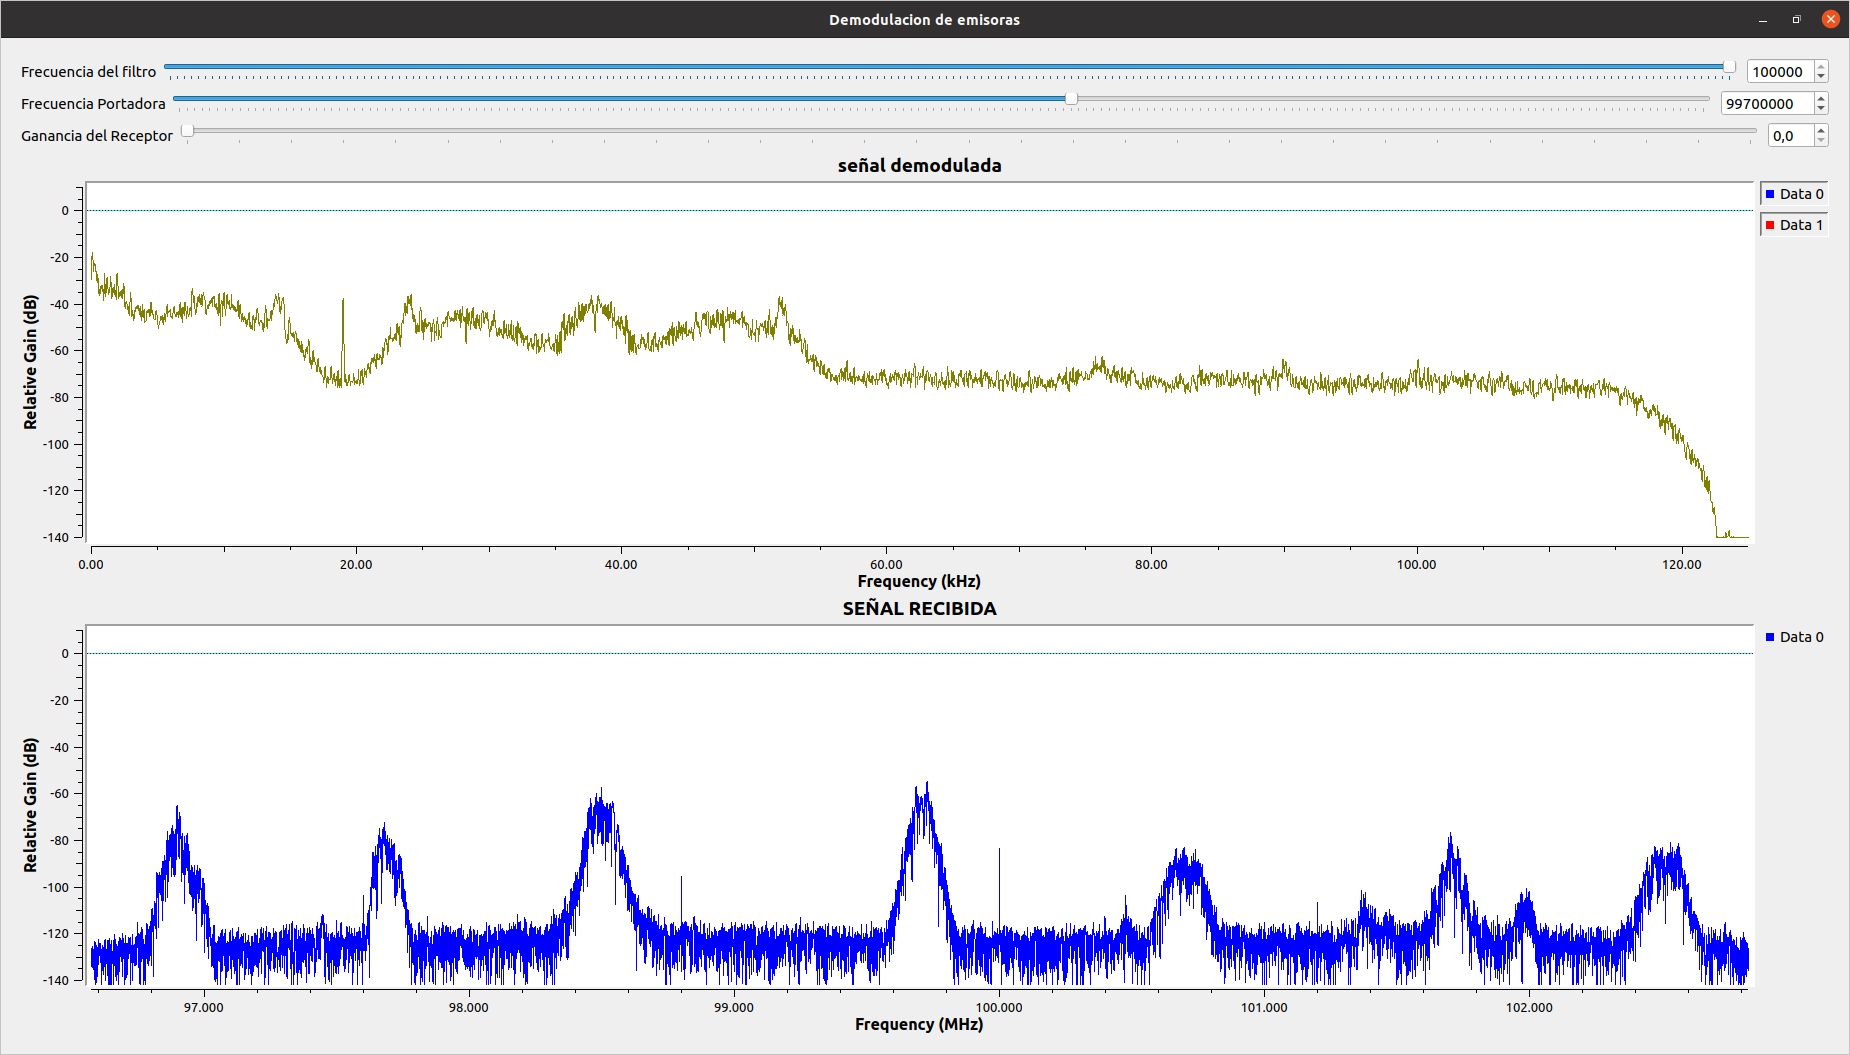 Demodulacion de emisoras
Frecuencia del filtro 100000
Frecuencia Portadora 99700000
Ganancia del Receptor 0,0
señal demodulada
Data 0
Data 1
Relative Gain (dB)
0
-20
-40
-60
-80
-100
-120
-140
0.00 20.00 40.00 60.00 80.00 100.00 120.00
Frequency (kHz)
SEÑAL RECIBIDA
Data 0
Relative Gain (dB)
0
-20
-40
-60
-80
-100
-120
-140
97.000 98.000 99.000 100.000 101.000 102.000
Frequency (MHz)